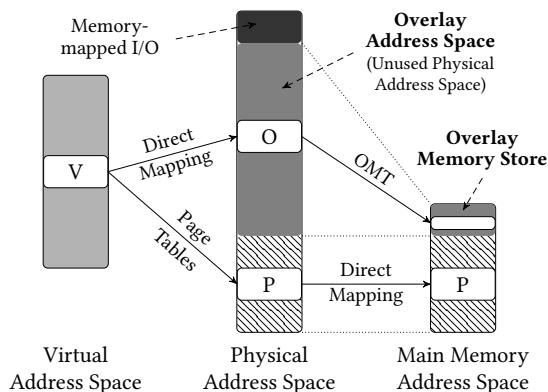 Memory-
mapped I/O
Overlay
Address Space
(Unused Physical
Address Space)
Overlay
Memory Store
V
Direct
Mapping
O
OMT
Page
Tables
P
Direct
Mapping
P
Virtual
Address Space
Physical
Address Space
Main Memory
Address Space